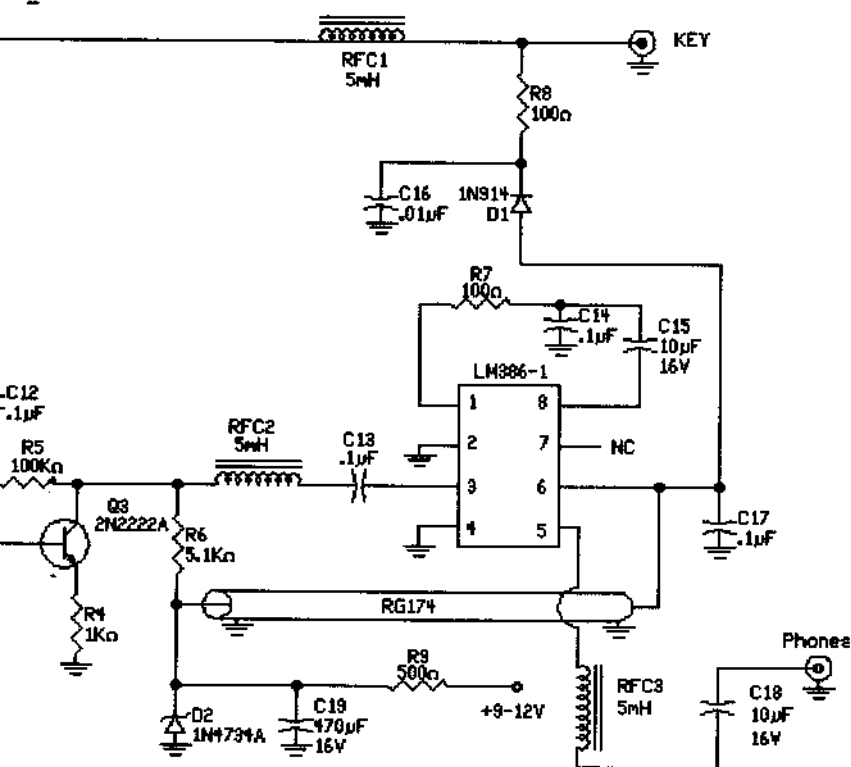 KEY
RFC1
5mH
R8
100Ω
C16
.01µF
1N914
D1
R7
100Ω
C14
.1µF
C15
10µF
16V
LM386-1
1
8
2
7
NC
3
6
4
5
C12
.1µF
R5
100KΩ
RFC2
5mH
C13
.1µF
Q3
2N2222A
R6
5.1KΩ
C17
.1µF
R4
1KΩ
RG174
Phones
R9
500Ω
+9-12V
RFC3
5mH
C18
10µF
16V
D2
1N4734A
C19
470µF
16V